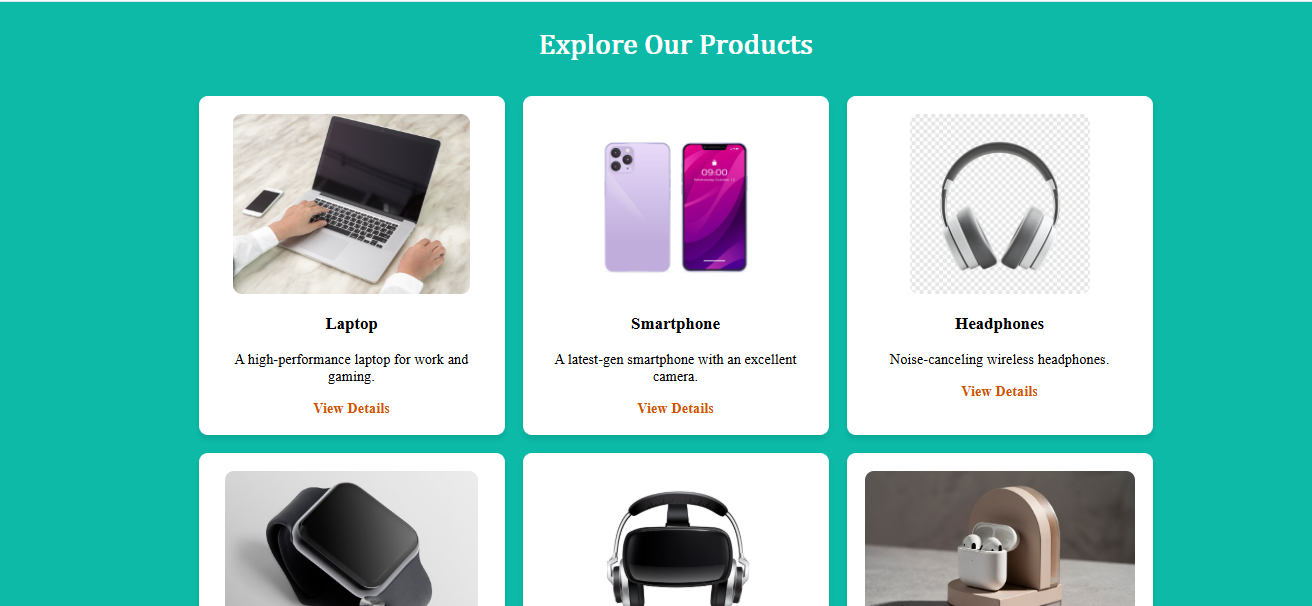 Explore Our Products
09:00
Laptop
Smartphone
Headphones
A high-performance laptop for work and
gaming.
A latest-gen smartphone with an excellent
camera.
Noise-canceling wireless headphones.
View Details
View Details
View Details